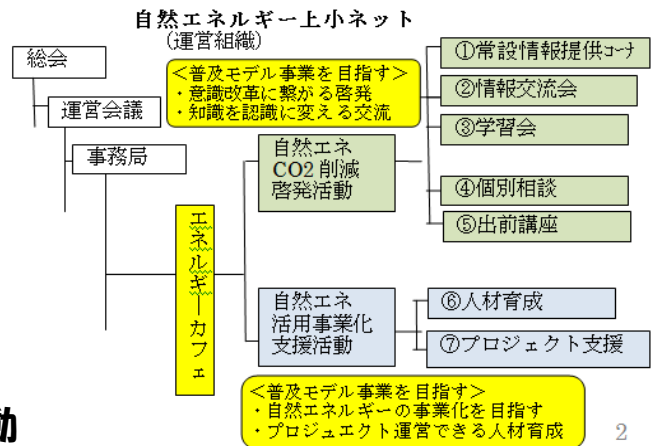 自然エネルギー上小ネット
(運営組織)
総会
運営会議
事務局
<普及モデル事業を目指す>
・意識改革に繋がる啓発
・知識を認識に変える交流
エネルギーカフェ
自然エネ
CO2 削減
啓発活動
①常設情報提供コーナ
②情報交流会
③学習会
④個別相談
⑤出前講座
自然エネ
活用事業化
支援活動
⑥人材育成
⑦プロジェクト支援
<普及モデル事業を目指す>
・自然エネルギーの事業化を目指す
・プロジュエクト運営できる人材育成
動
2